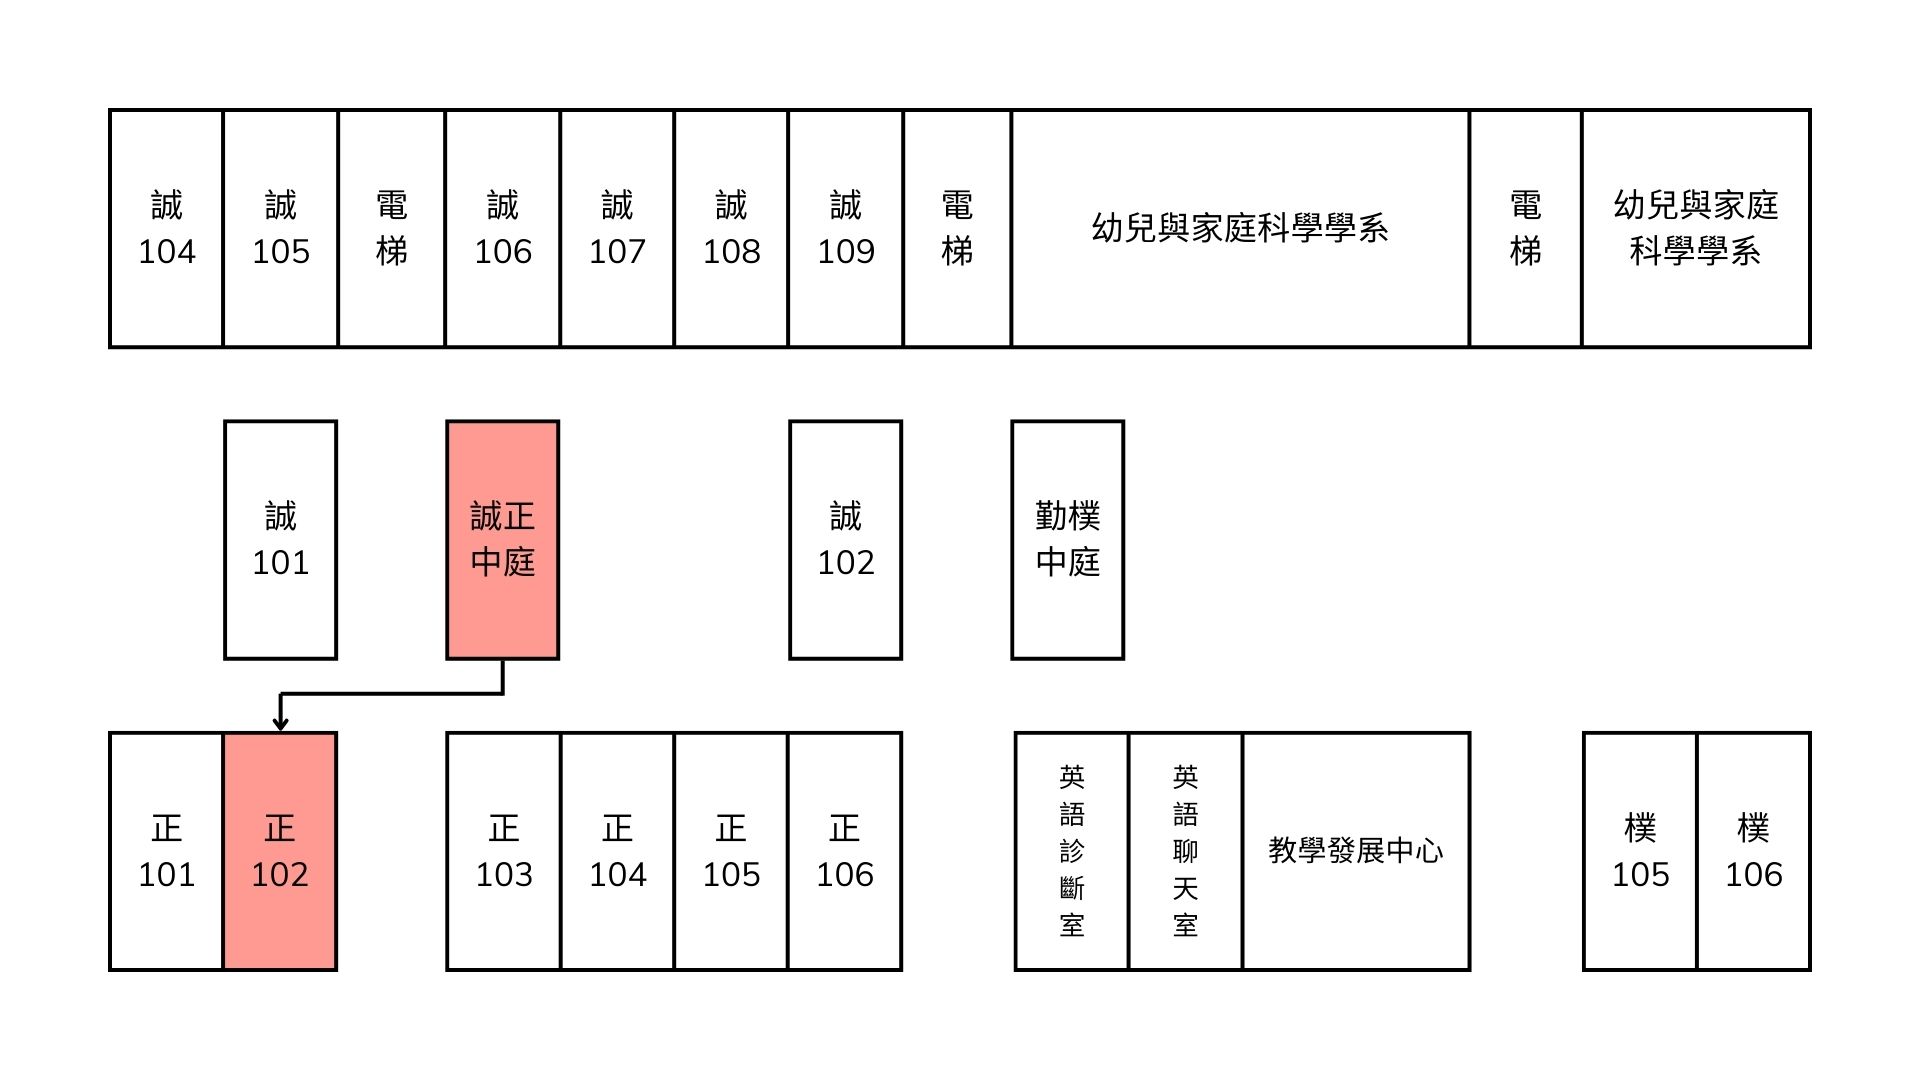 誠
104
誠
105
電
梯
誠
106
誠
107
誠
108
誠
109
電
梯
幼兒與家庭科學學系
電
梯
幼兒與家庭
科學學系
誠
101
誠正
中庭
誠
102
勤樸
中庭
正
101
正
102
正
103
正
104
正
105
正
106
英
語
診
斷
室
英
語
聊
天
室
教學發展中心
樸
105
樸
106